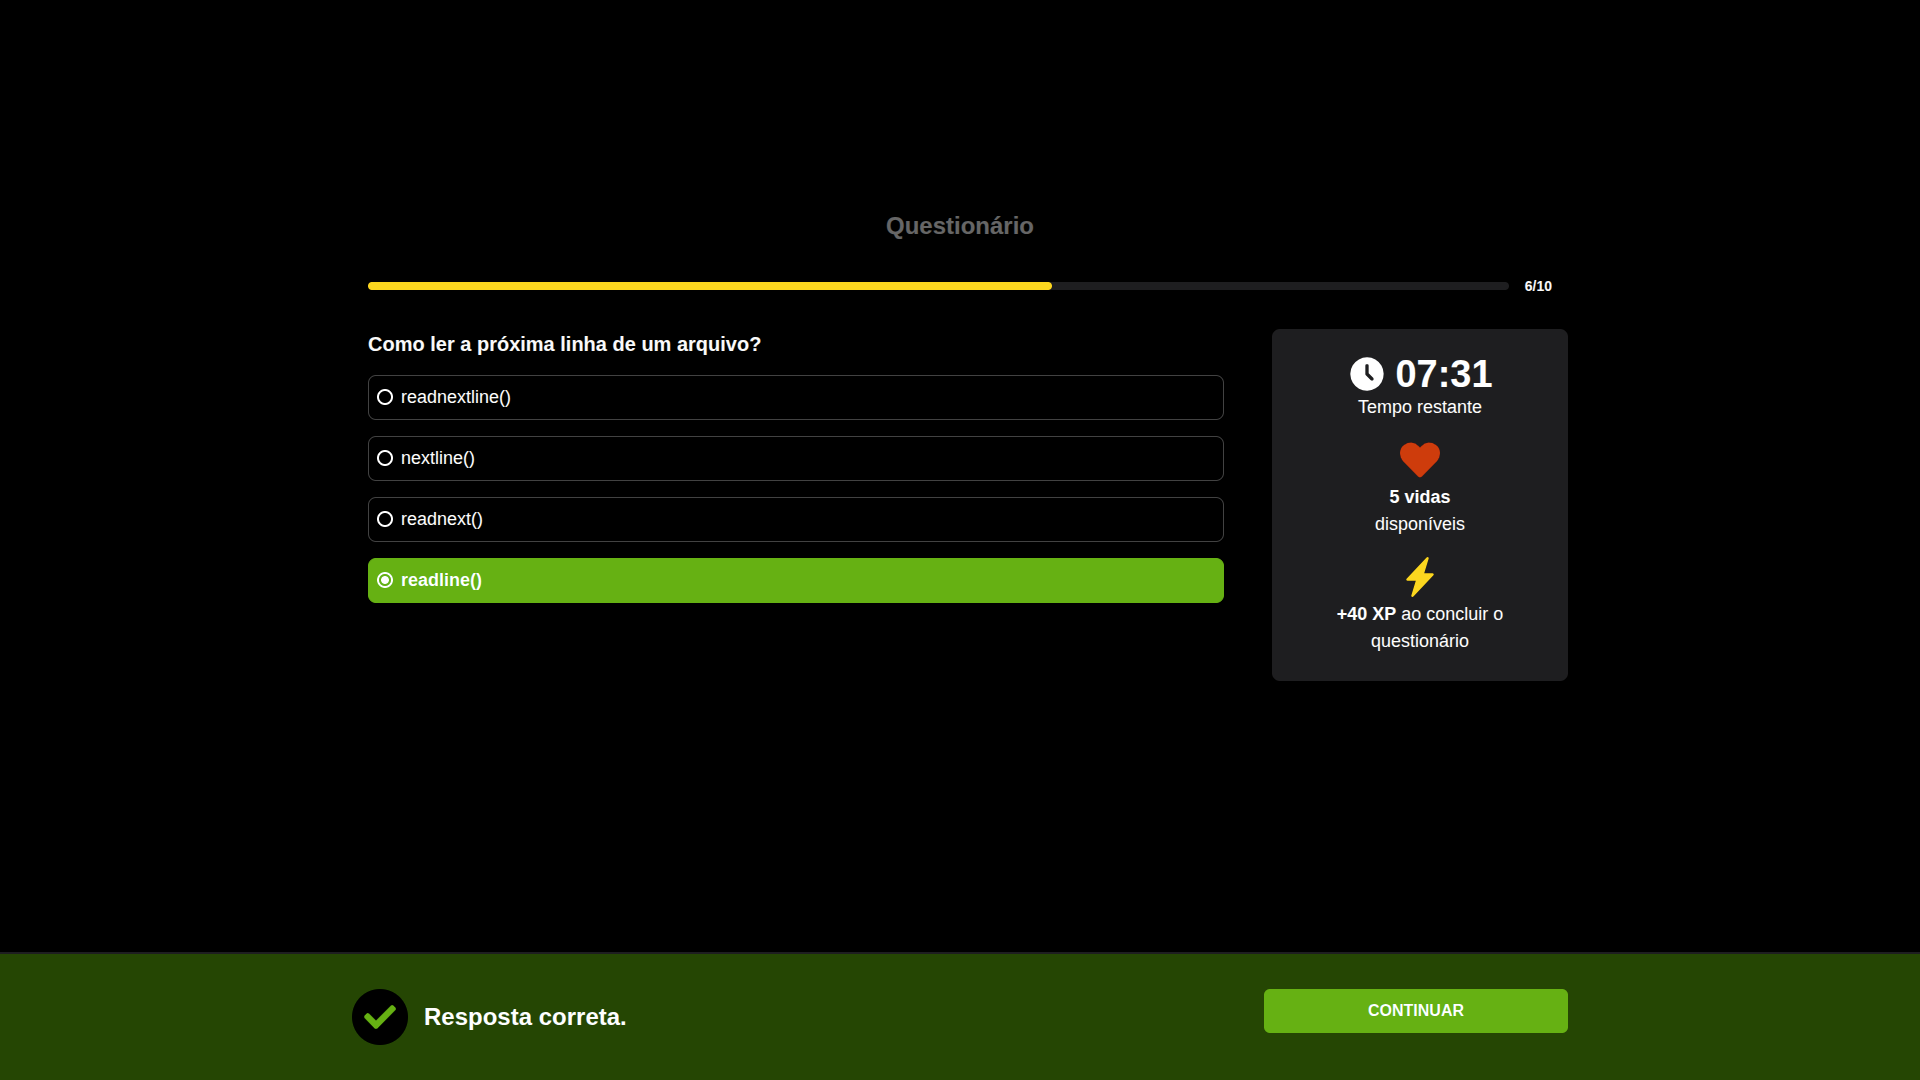 Questionário
6/10
Como ler a próxima linha de um arquivo?
readnextline()
nextline()
readnext()
readline()
07:31
Tempo restante
5 vidas
disponíveis
+40 XP ao concluir o
questionário
Resposta correta.
CONTINUAR